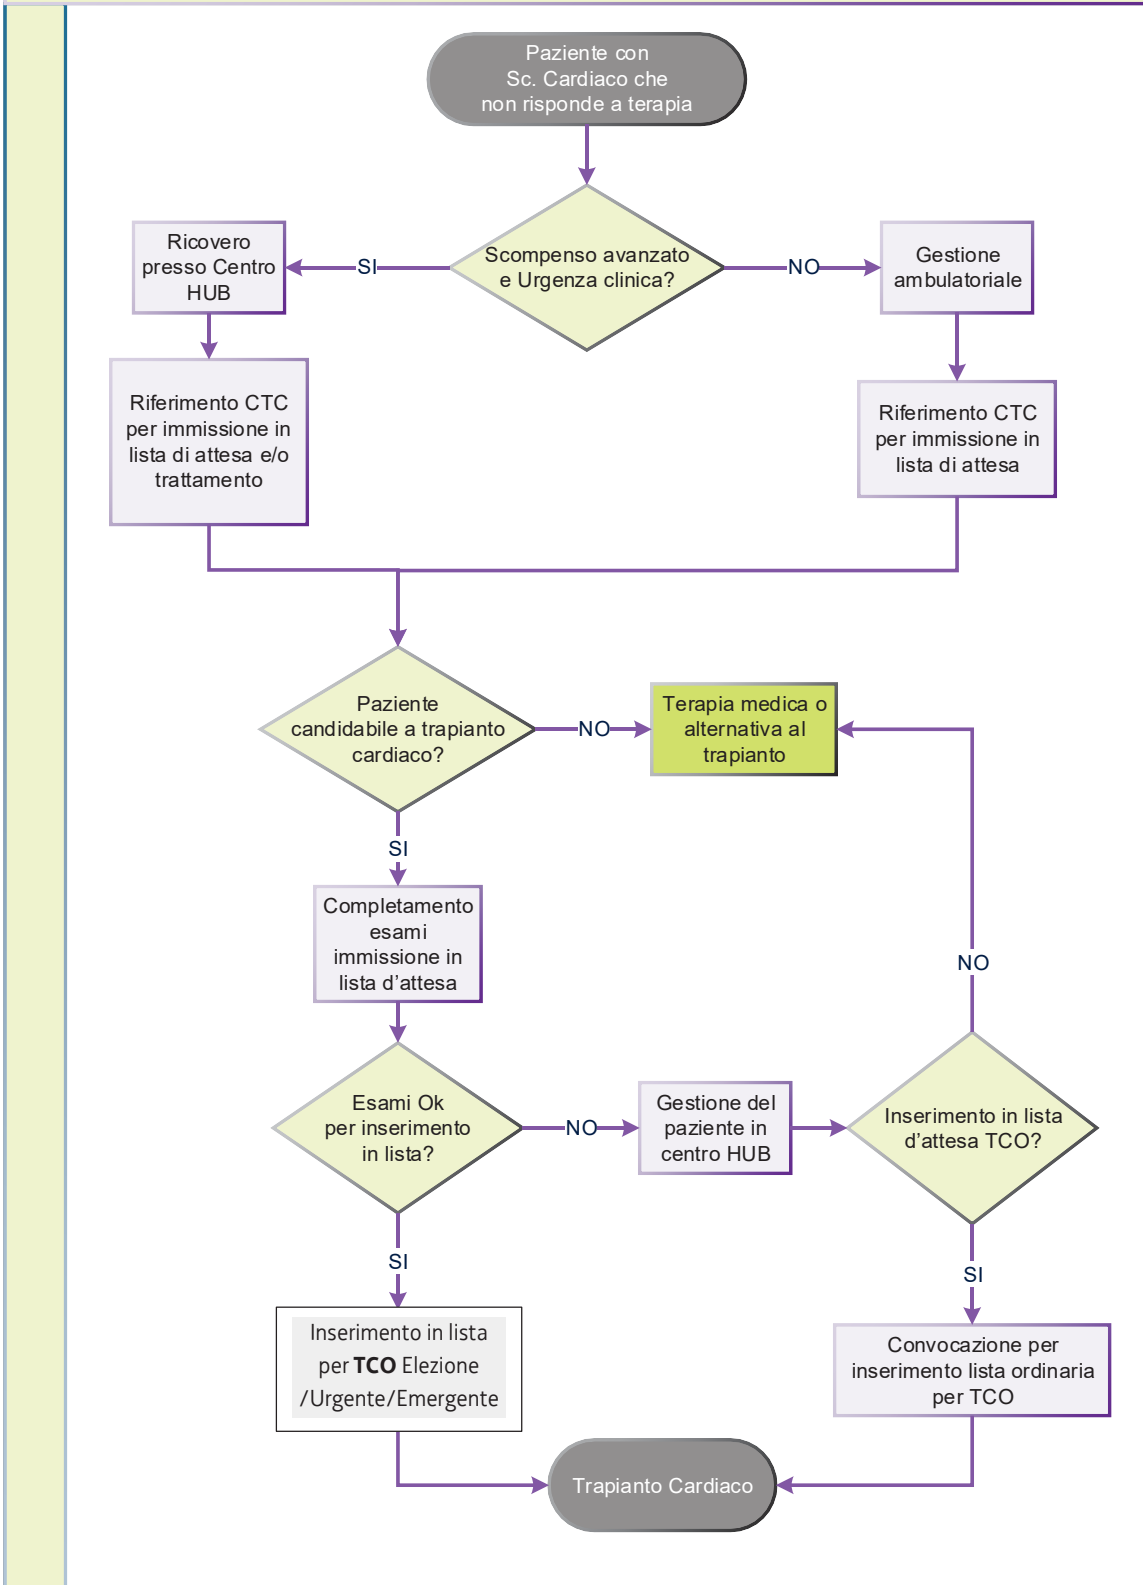 Paziente con
Sc. Cardiaco che
non risponde a terapia
Scompenso avanzato
e Urgenza clinica?
SI
NO
Ricovero
presso Centro
HUB
Gestione
ambulatoriale
Riferimento CTC
per immissione in
lista di attesa e/o
trattamento
Riferimento CTC
per immissione in
lista di attesa
Paziente
candidabile a trapianto
cardiaco?
NO
Terapia medica o
alternativa al
trapianto
SI
Completamento
esami
immissione in
lista d’attesa
NO
Esami Ok
per inserimento
in lista?
NO
Gestione del
paziente in
centro HUB
Inserimento in lista
d’attesa TCO?
SI
SI
Inserimento in lista
per TCO Elezione
/Urgente/Emergente
Convocazione per
inserimento lista ordinaria
per TCO
Trapianto Cardiaco